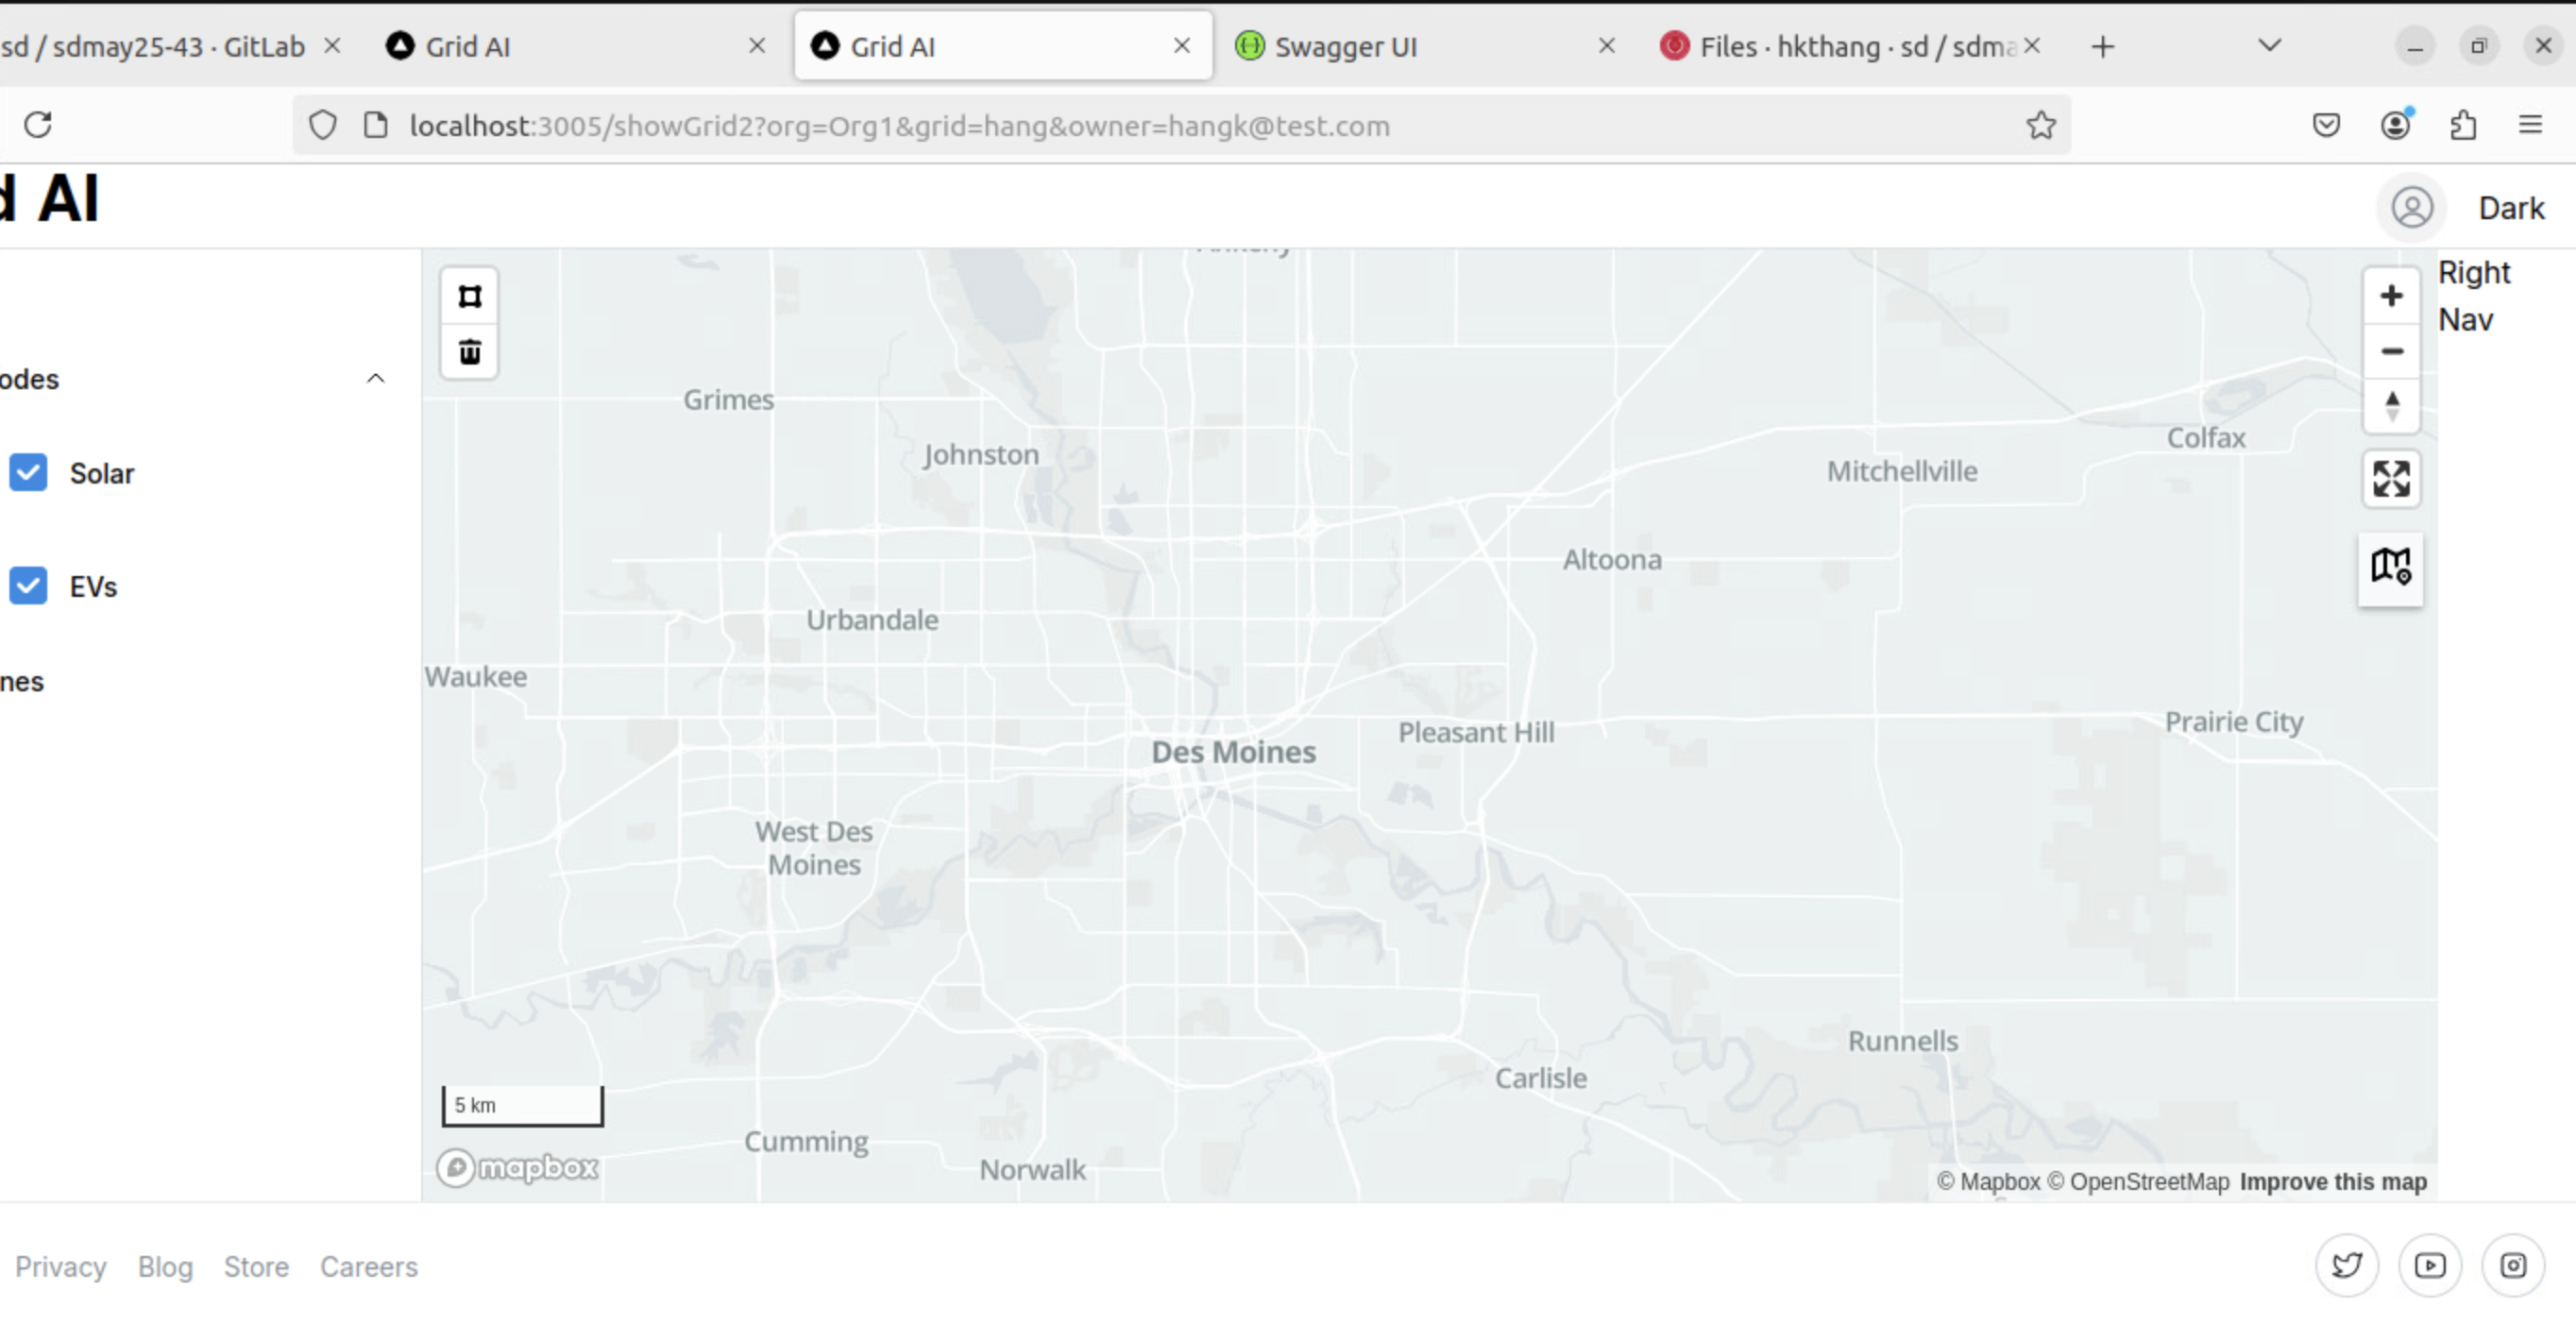 sd / sdmay25-43 · GitLab
Grid AI
Grid AI
Swagger UI
Files · hkthang · sd / sdma
localhost:3005/showGrid2?org=Org1&grid=hang&owner=hangk@test.com
d AI
Dark
Right
Nav
odes
Solar
EVs
nes
Grimes
Johnston
Colfax
Mitchellville
Altoona
Urbandale
Waukee
Prairie City
Pleasant Hill
Des Moines
West Des
Moines
Runnells
Carlisle
5 km
Cumming
Norwalk
mapbox
© Mapbox © OpenStreetMap Improve this map
Privacy Blog Store Careers